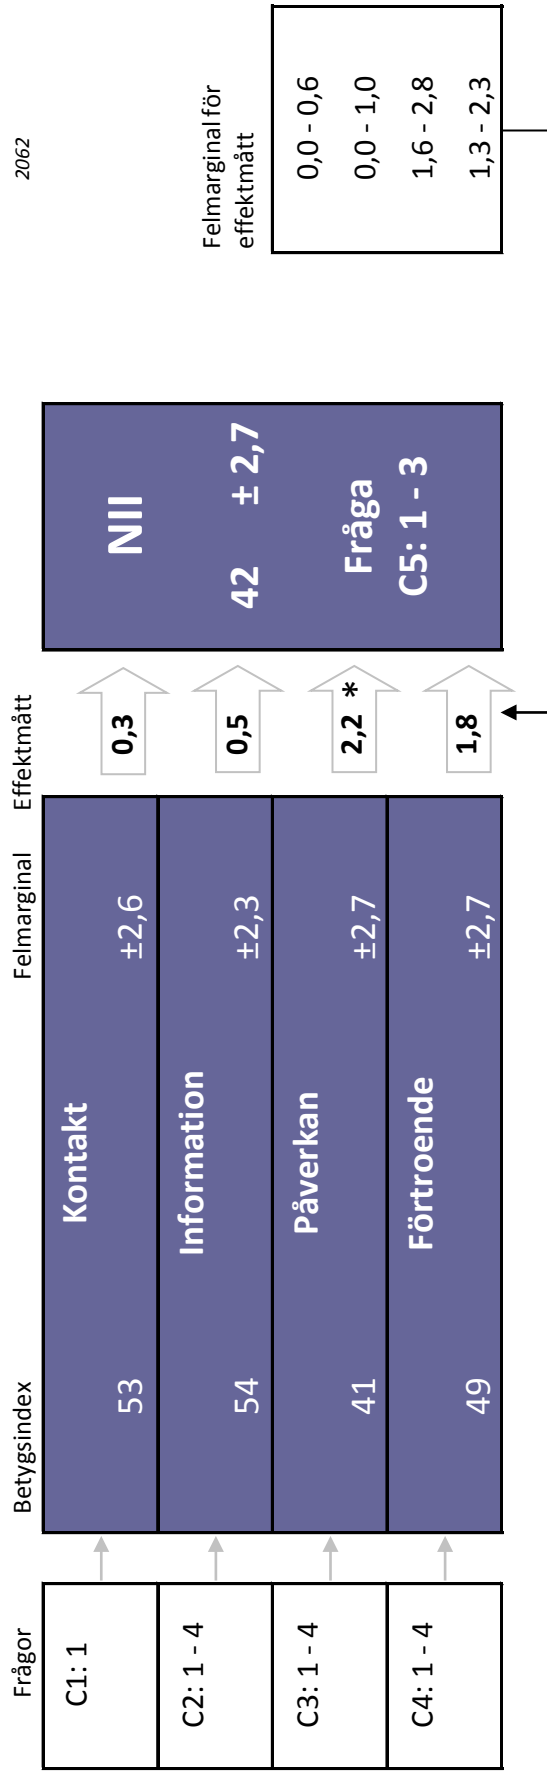 2062
Frågor
Betygsindex
Felmarginal
Effektmått
Felmarginal för
effektmått
C1: 1
Kontakt
53
±2,6
0,3
C2: 1 - 4
Information
54
±2,3
0,5
C3: 1 - 4
Påverkan
41
±2,7
2,2 *
C4: 1 - 4
Förtroende
49
±2,7
1,8
NII
42 ± 2,7
Fråga
C5: 1 - 3
0,0 - 0,6
0,0 - 1,0
1,6 - 2,8
1,3 - 2,3